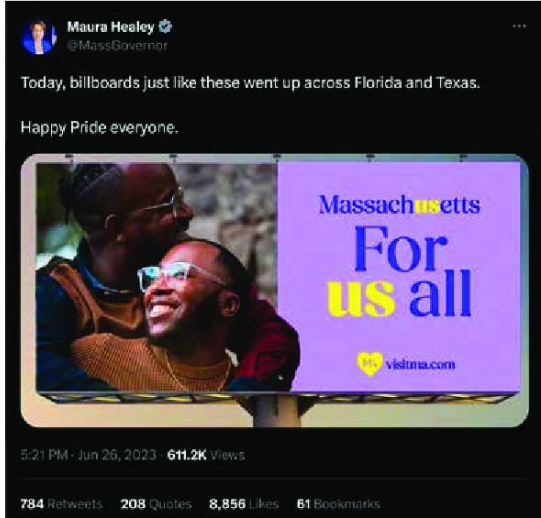 Maura Healey
@MassGovernor
Today, billboards just like these went up across Florida and Texas.
Happy Pride everyone.
Massachusetts
For
us all
MA visitma.com
5:21 PM · Jun 26, 2023 · 611.2K Views
784 Retweets 208 Quotes 8,856 Likes 61 Bookmarks